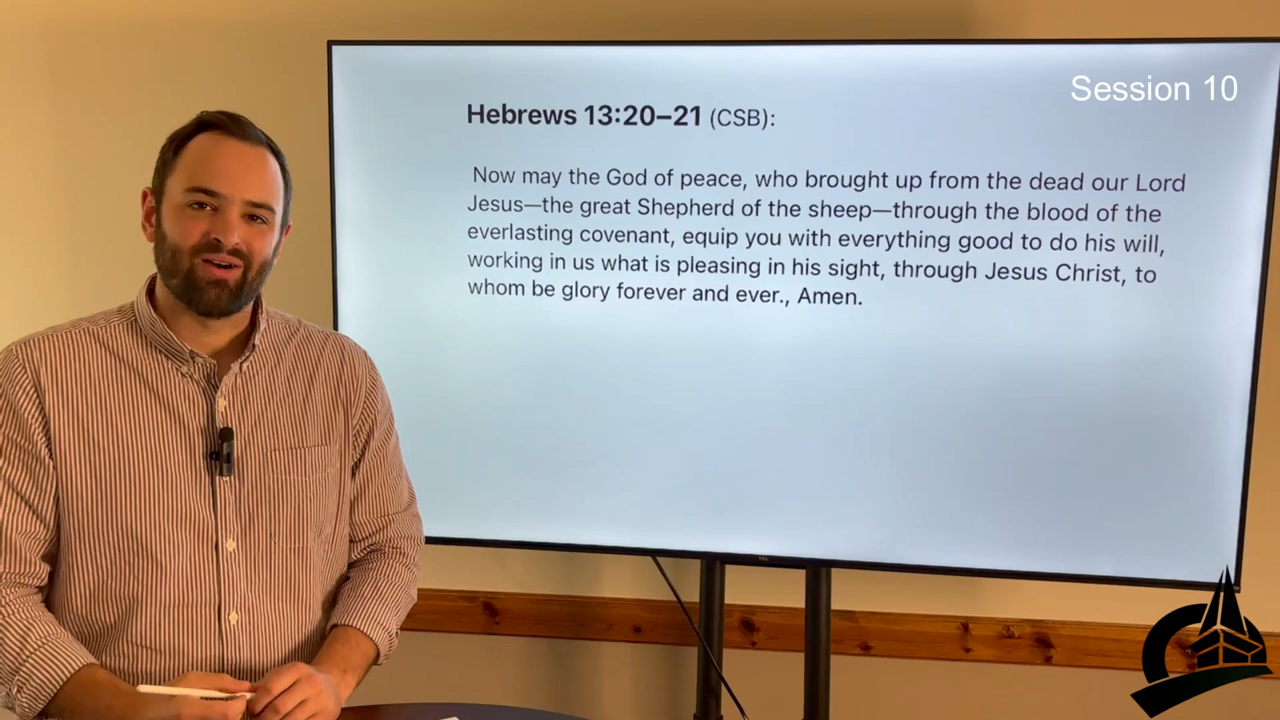 Session 10
Hebrews 13:20–21 (CSB):
Now may the God of peace, who brought up from the dead our Lord
Jesus—the great Shepherd of the sheep—through the blood of the
everlasting covenant, equip you with everything good to do his will,
working in us what is pleasing in his sight, through Jesus Christ, to
whom be glory forever and ever., Amen.
TCL